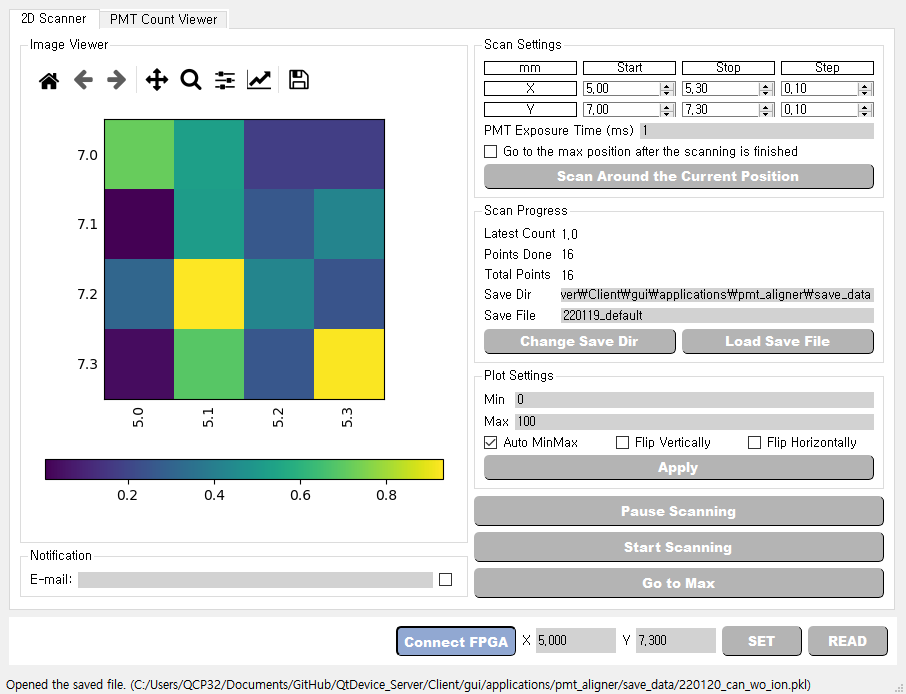 2D Scanner
PMT Count Viewer
Image Viewer
7.0
7.1
7.2
7.3
5.0
5.1
5.2
5.3
0.2 0.4 0.6 0.8
Notification
E-mail:
Scan Settings
mm Start Stop Step
X 5,00 5,30 0,10
Y 7,00 7,30 0,10
PMT Exposure Time (ms) 1
Go to the max position after the scanning is finished
Scan Around the Current Position
Scan Progress
Latest Count 1,0
Points Done 16
Total Points 16
Save Dir ver₩Client₩gui₩applications₩pmt_aligner₩save_data
Save File 220119_default
Change Save Dir Load Save File
Plot Settings
Min 0
Max 100
Auto MinMax Flip Vertically Flip Horizontally
Apply
Pause Scanning
Start Scanning
Go to Max
Connect FPGA X 5,000 Y 7,300 SET READ
Opened the saved file. (C:/Users/QCP32/Documents/GitHub/QtDevice_Server/Client/gui/applications/pmt_aligner/save_data/220120_can_wo_ion.pkl)